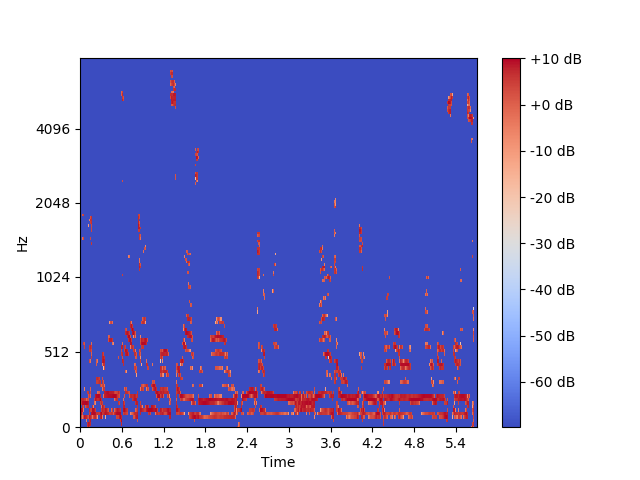 +10 dB
+0 dB
4096
-10 dB
-20 dB
2048
-30 dB
Hz
1024
-40 dB
-50 dB
512
-60 dB
0
0 0.6 1.2 1.8 2.4 3 3.6 4.2 4.8 5.4
Time